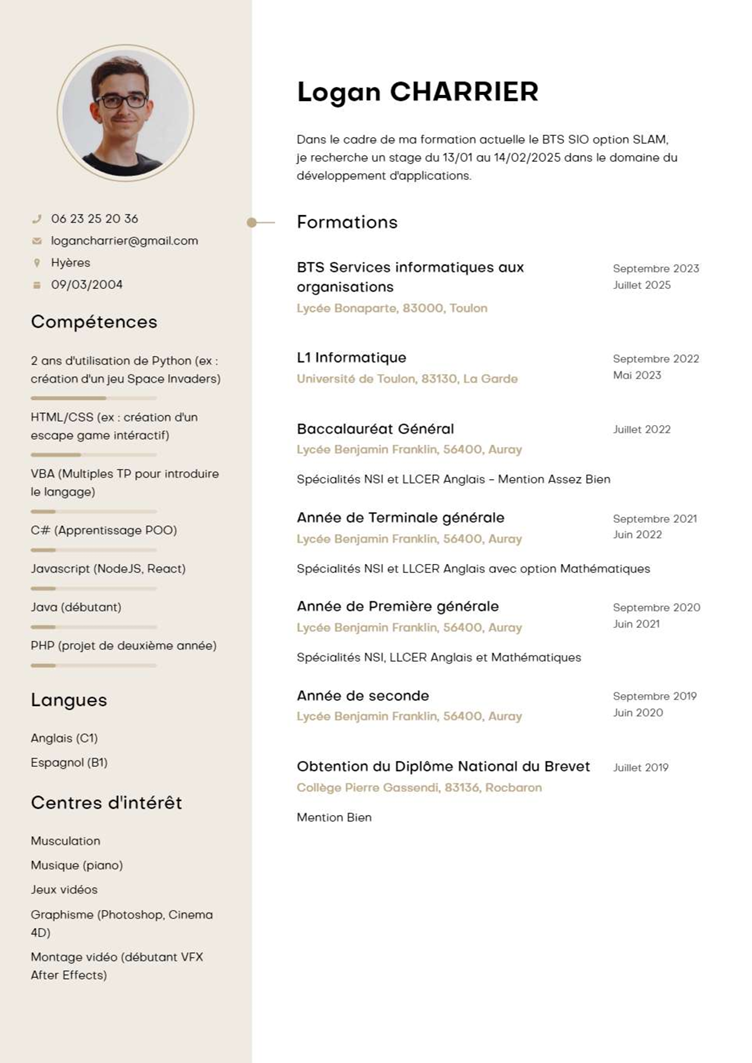 06 23 25 20 36
logancharrier@gmail.com
Hyères
09/03/2004
Compétences
2 ans d'utilisation de Python (ex :
création d'un jeu Space Invaders)
HTML/CSS (ex : création d'un
escape game intéractif)
VBA (Multiples TP pour introduire
le langage)
C# (Apprentissage POO)
Javascript (NodeJS, React)
Java (débutant)
PHP (projet de deuxième année)
Langues
Anglais (C1)
Espagnol (B1)
Centres d'intérêt
Musculation
Musique (piano)
Jeux vidéos
Graphisme (Photoshop, Cinema
4D)
Montage vidéo (débutant VFX
After Effects)
Logan CHARRIER
Dans le cadre de ma formation actuelle le BTS SIO option SLAM,
je recherche un stage du 13/01 au 14/02/2025 dans le domaine du
développement d'applications.
Formations
BTS Services informatiques aux
organisations
Septembre 2023
Juillet 2025
Lycée Bonaparte, 83000, Toulon
L1 Informatique
Septembre 2022
Mai 2023
Université de Toulon, 83130, La Garde
Baccalauréat Général
Juillet 2022
Lycée Benjamin Franklin, 56400, Auray
Spécialités NSI et LLCER Anglais - Mention Assez Bien
Année de Terminale générale
Septembre 2021
Juin 2022
Lycée Benjamin Franklin, 56400, Auray
Spécialités NSI et LLCER Anglais avec option Mathématiques
Année de Première générale
Septembre 2020
Juin 2021
Lycée Benjamin Franklin, 56400, Auray
Spécialités NSI, LLCER Anglais et Mathématiques
Année de seconde
Septembre 2019
Juin 2020
Lycée Benjamin Franklin, 56400, Auray
Obtention du Diplôme National du Brevet
Juillet 2019
Collège Pierre Gassendi, 83136, Rocbaron
Mention Bien